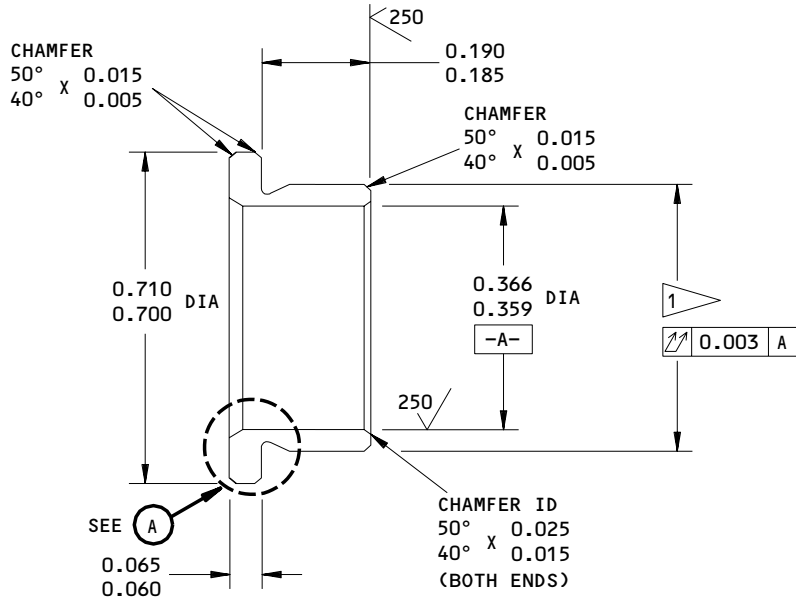 250
0.190
0.185
CHAMFER
50° X 0.015
40° 0.005
CHAMFER
50° X 0.015
40° 0.005
0.710 DIA
0.700
0.366 DIA
0.359
-A-
1
0.003 A
250
SEE A
CHAMFER ID
50° X 0.025
40° 0.015
(BOTH ENDS)
0.065
0.060